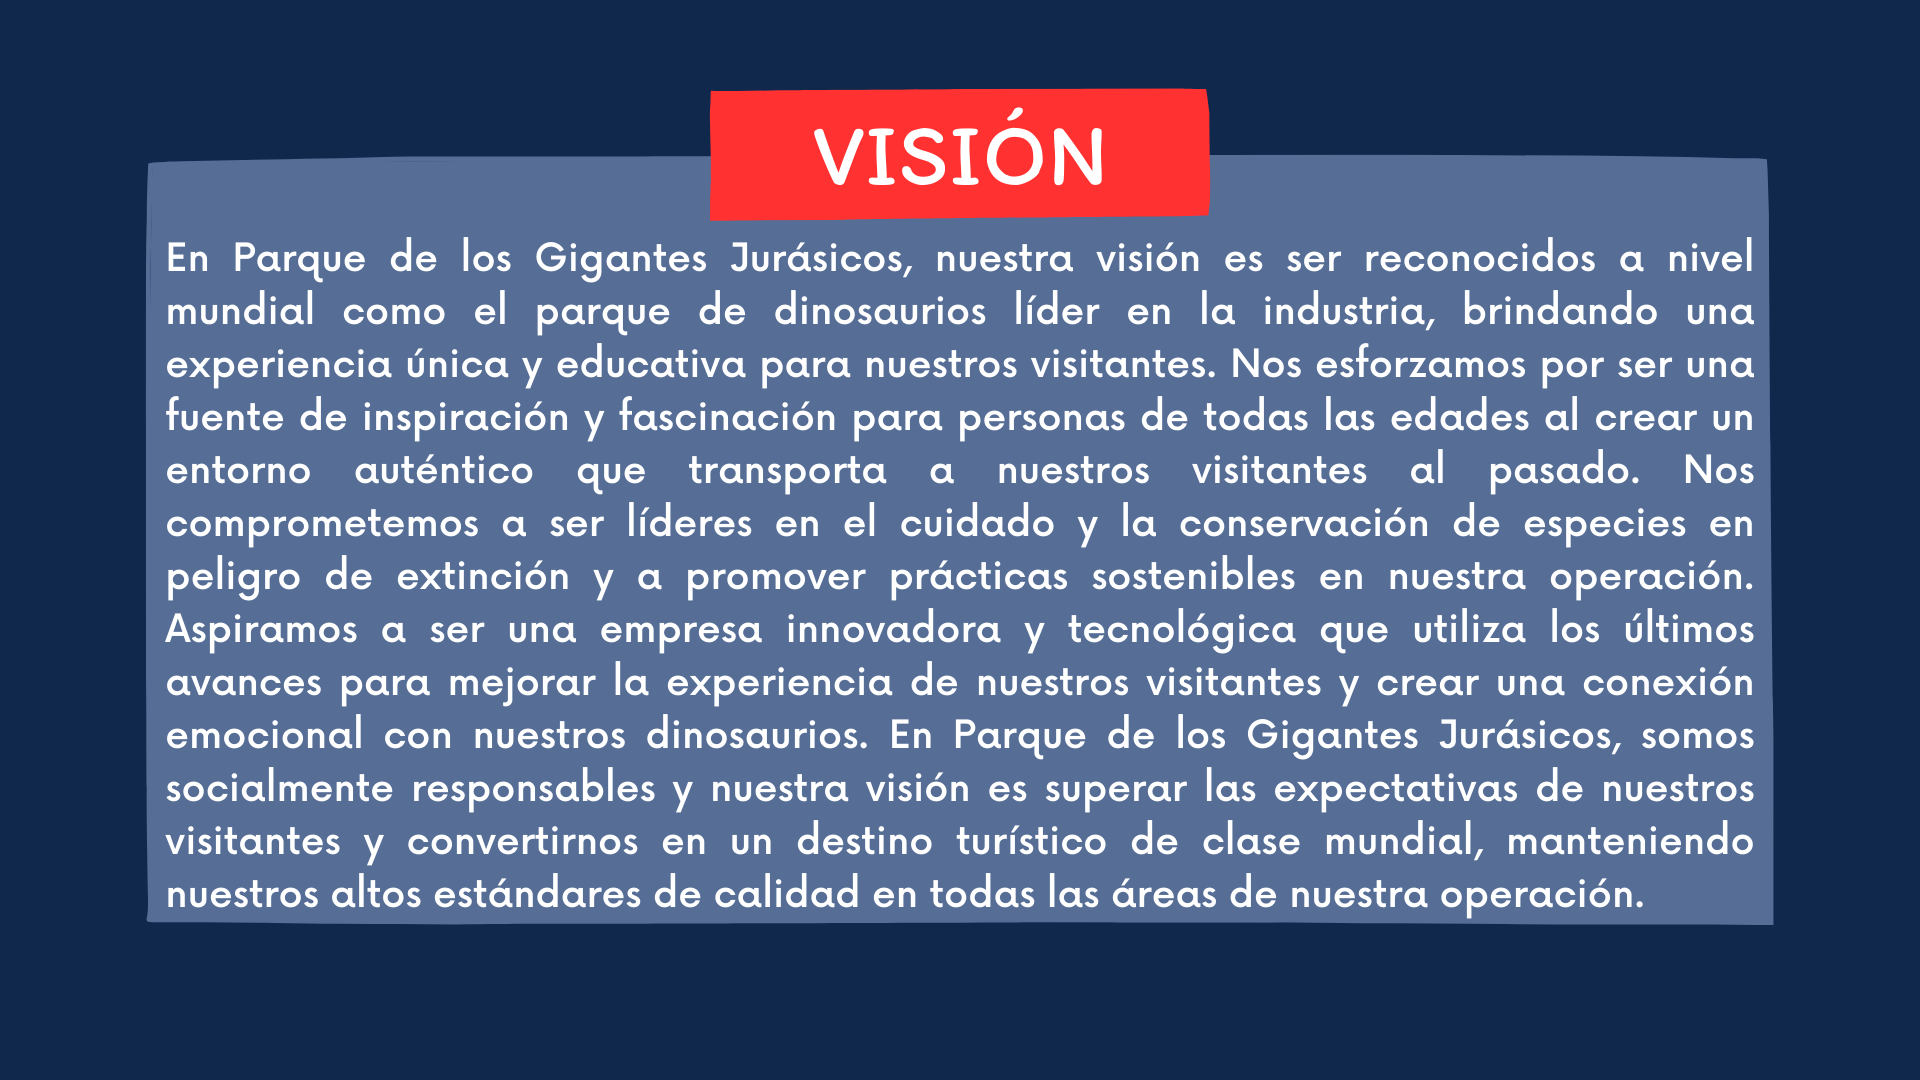 VISIÓN
En Parque de los Gigantes Jurásicos, nuestra visión es ser reconocidos a nivel
mundial como el parque de dinosaurios líder en la industria, brindando una
experiencia única y educativa para nuestros visitantes. Nos esforzamos por ser una
fuente de inspiración y fascinación para personas de todas las edades al crear un
entorno auténtico que transporta a nuestros visitantes al pasado. Nos
comprometemos a ser líderes en el cuidado y la conservación de especies en
peligro de extinción y a promover prácticas sostenibles en nuestra operación.
Aspiramos a ser una empresa innovadora y tecnológica que utiliza los últimos
avances para mejorar la experiencia de nuestros visitantes y crear una conexión
emocional con nuestros dinosaurios. En Parque de los Gigantes Jurásicos, somos
socialmente responsables y nuestra visión es superar las expectativas de nuestros
visitantes y convertirnos en un destino turístico de clase mundial, manteniendo
nuestros altos estándares de calidad en todas las áreas de nuestra operación.